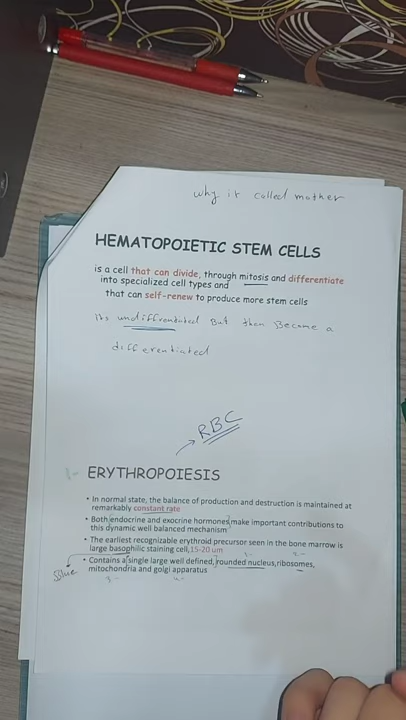 why it called mother
HEMATOPOIETIC STEM CELLS
is a cell that can divide, through mitosis and differentiate
into specialized cell types and
that can self-renew to produce more stem cells
its undifferentiated But then Become a
differentiated
→ RBC
1- ERYTHROPOIESIS
• In normal state, the balance of production and destruction is maintained at
remarkably constant rate
• Both endocrine and exocrine hormones make important contributions to
this dynamic well balanced mechanism
• The earliest recognizable erythroid precursor seen in the bone marrow is
large basophilic staining cell, 15-20 um
• Contains a single large well defined, rounded nucleus, ribosomes,
mitochondria and golgi apparatus